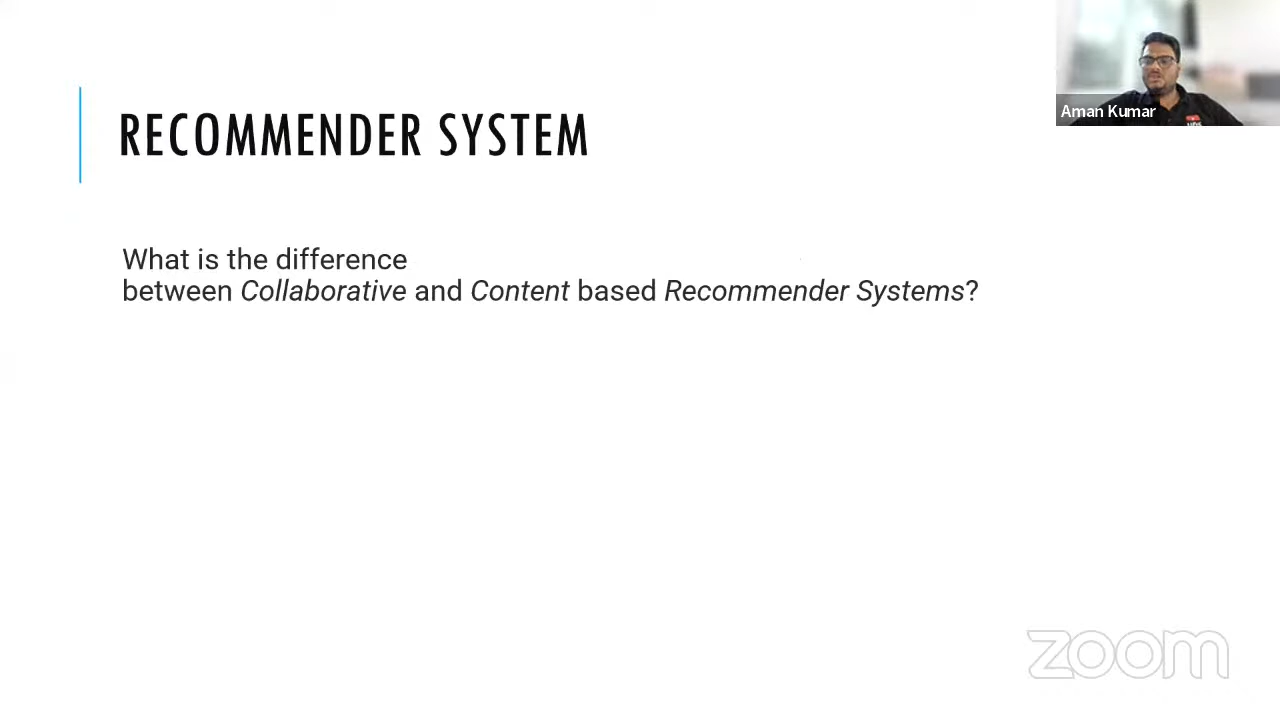 Aman Kumar
RECOMMENDER SYSTEM
What is the difference
between Collaborative and Content based Recommender Systems?
zoom